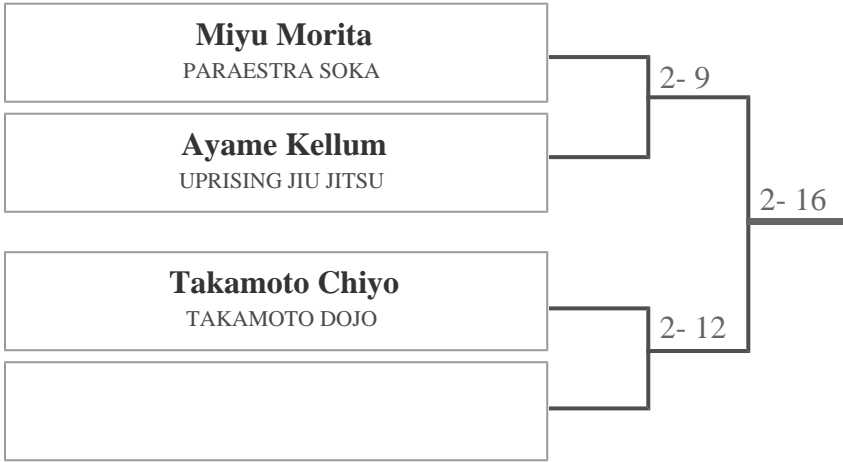 Miyu Morita
PARAESTRA SOKA
2- 9
Ayame Kellum
UPRISING JIU JITSU
2- 16
Takamoto Chiyo
TAKAMOTO DOJO
2- 12